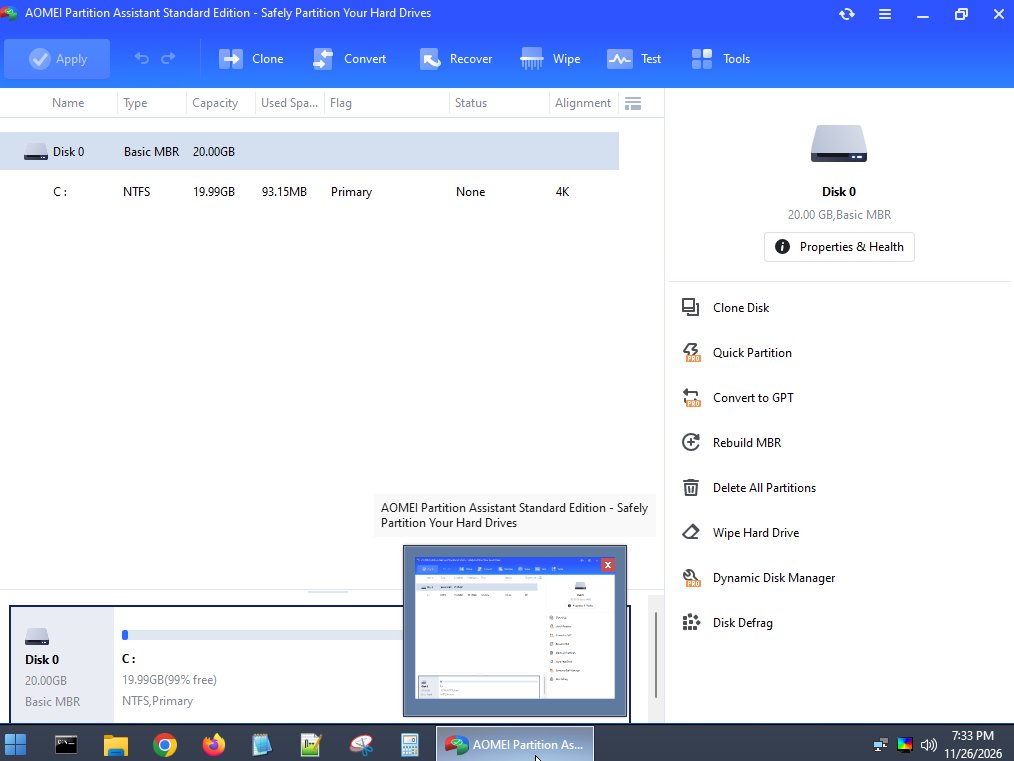 AOMEI Partition Assistant Standard Edition - Safely Partition Your Hard Drives
Apply Clone Convert Recover Wipe Test Tools
Name Type Capacity Used Spa... Flag Status Alignment
Disk 0 Basic MBR 20.00GB
C : NTFS 19.99GB 93.15MB Primary None 4K
Disk 0
20.00 GB,Basic MBR
Properties & Health
Clone Disk
Quick Partition
PRO
Convert to GPT
PRO
Rebuild MBR
Delete All Partitions
Wipe Hard Drive
Dynamic Disk Manager
PRO
Disk Defrag
AOMEI Partition Assistant Standard Edition - Safely
Partition Your Hard Drives
Disk 0
20.00GB
Basic MBR
C :
19.99GB(99% free)
NTFS,Primary
AOMEI Partition As...
7:33 PM
11/26/2026